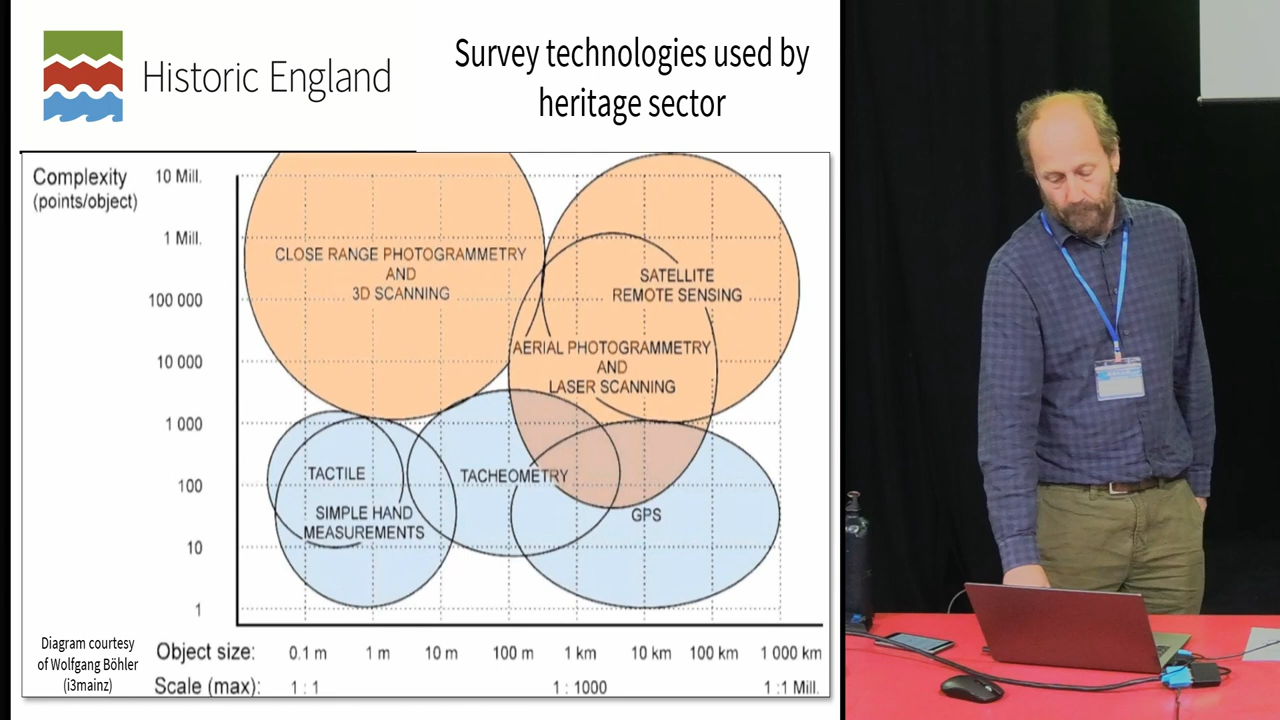 Historic England
Survey technologies used by
heritage sector
Complexity
(points/object)
10 Mill.
1 Mill.
100 000
10 000
1 000
100
10
1
CLOSE RANGE PHOTOGRAMMETRY
AND
3D SCANNING
SATELLITE
REMOTE SENSING
AERIAL PHOTOGRAMMETRY
AND
LASER SCANNING
TACTILE
SIMPLE HAND
MEASUREMENTS
TACHEOMETRY
GPS
Diagram courtesy
of Wolfgang Böhler
(i3mainz)
Object size: 0.1 m 1 m 10 m 100 m 1 km 10 km 100 km 1 000 km
Scale (max): 1 : 1 1 : 1000 1 :1 Mill.